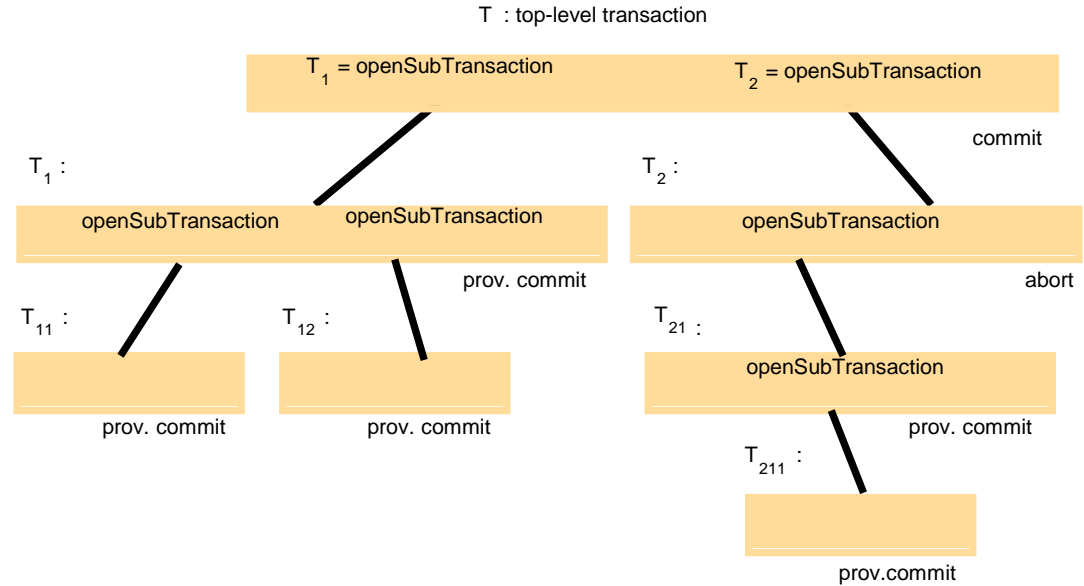 T : top-level transaction
T1 = openSubTransaction T2 = openSubTransaction
commit
T1 : T2 :
openSubTransaction openSubTransaction openSubTransaction
prov. commit abort
T11 : T12 : T21 :
openSubTransaction
prov. commit prov. commit prov. commit
T211 :
prov.commit